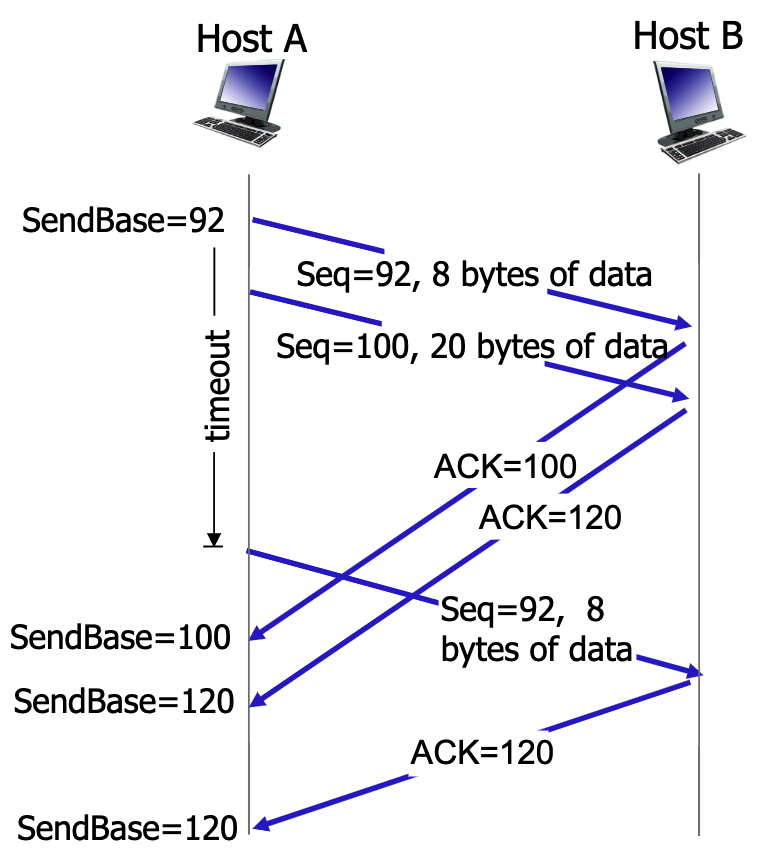 Host A
Host B
SendBase=92
Seq=92, 8 bytes of data
Seq=100, 20 bytes of data
timeout
ACK=100
ACK=120
Seq=92, 8
bytes of data
SendBase=100
SendBase=120
ACK=120
SendBase=120